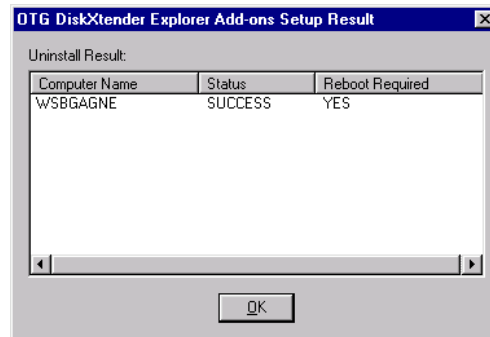 OTG DiskXtender Explorer Add-ons Setup Result
Uninstall Result:
Computer Name Status Reboot Required
WSBGAGNE SUCCESS YES
OK